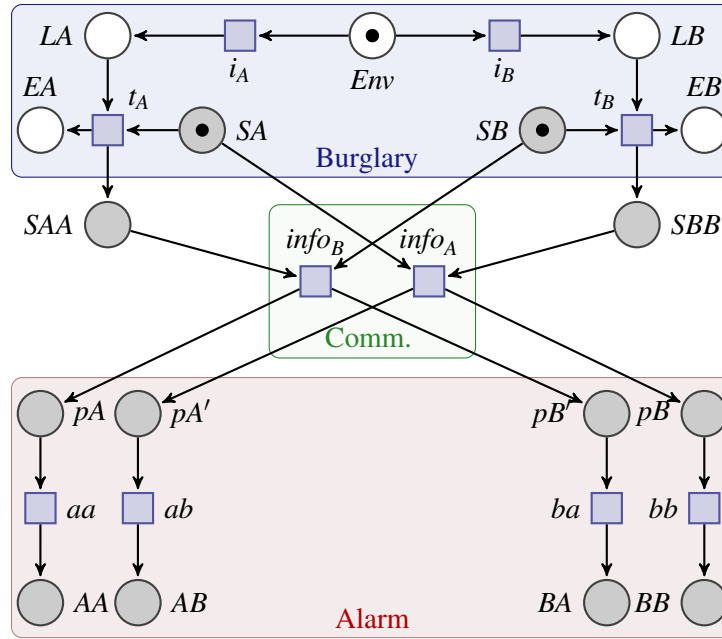 LA
i_A
Env
i_B
LB
EA
t_A
SA
SB
t_B
EB
Burglary
SAA
info_B
info_A
SBB
Comm.
pA
pA′
pB′
pB
aa
ab
ba
bb
AA
AB
BA
BB
Alarm